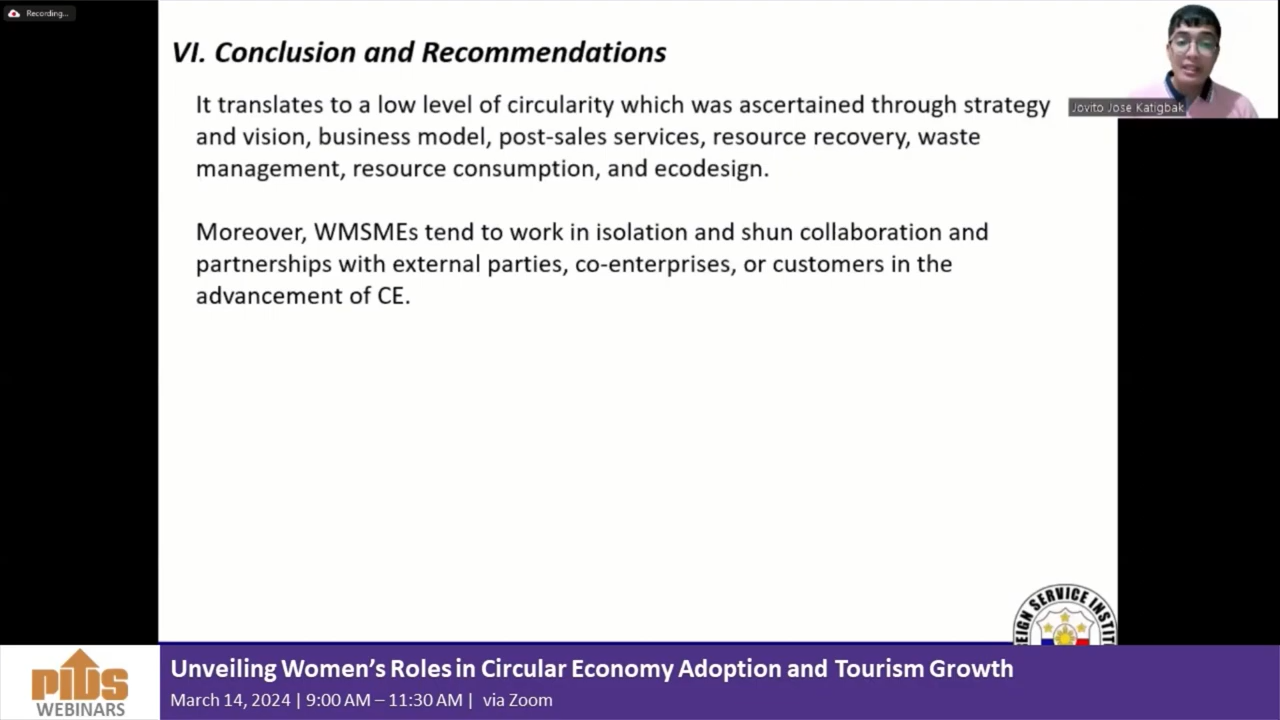 Recording...
VI. Conclusion and Recommendations
It translates to a low level of circularity which was ascertained through strategy
and vision, business model, post-sales services, resource recovery, waste
management, resource consumption, and ecodesign.
Moreover, WMSMEs tend to work in isolation and shun collaboration and
partnerships with external parties, co-enterprises, or customers in the
advancement of CE.
Jovito Jose Katigbak
EIGN SERVICE INSTI
PIDS
WEBINARS
Unveiling Women's Roles in Circular Economy Adoption and Tourism Growth
March 14, 2024 | 9:00 AM – 11:30 AM | via Zoom